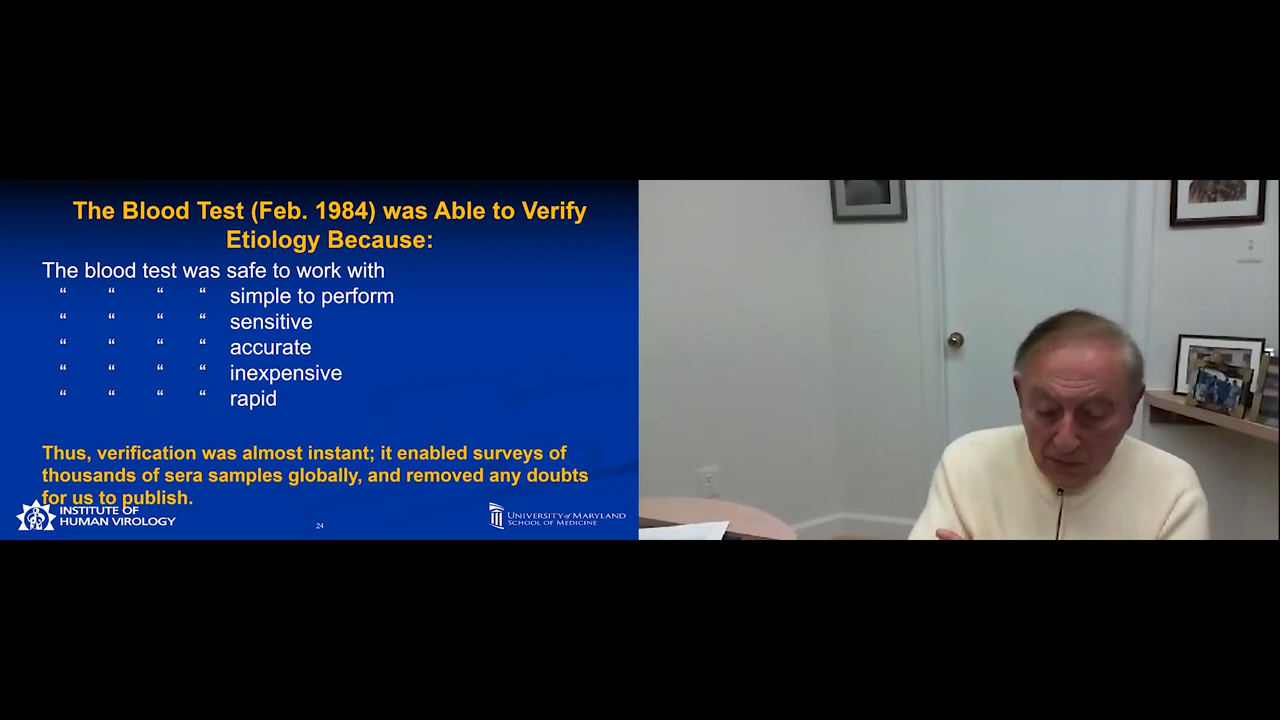 The Blood Test (Feb. 1984) was Able to Verify
Etiology Because:
The blood test was safe to work with
“ “ “ “ simple to perform
“ “ “ “ sensitive
“ “ “ “ accurate
“ “ “ “ inexpensive
“ “ “ “ rapid
Thus, verification was almost instant; it enabled surveys of
thousands of sera samples globally, and removed any doubts
for us to publish.
INSTITUTE OF
HUMAN VIROLOGY
24
UNIVERSITY of MARYLAND
SCHOOL OF MEDICINE